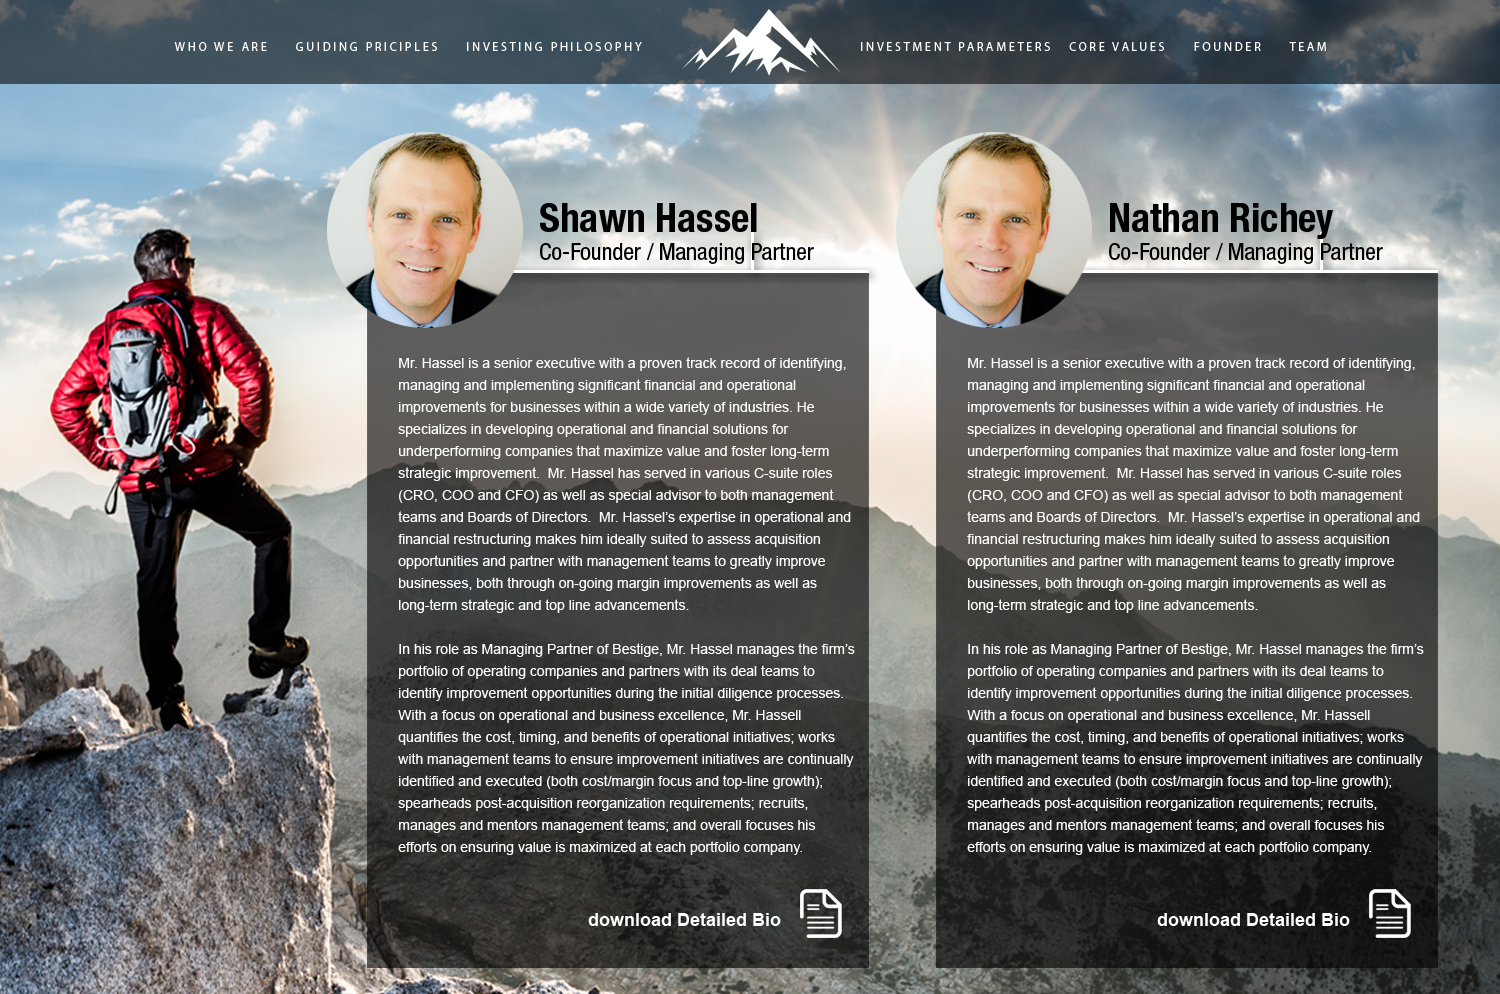 WHO WE ARE GUIDING PRICIPLES INVESTING PHILOSOPHY INVESTMENT PARAMETERS CORE VALUES FOUNDER TEAM
Shawn Hassel
Co-Founder / Managing Partner
Mr. Hassel is a senior executive with a proven track record of identifying,
managing and implementing significant financial and operational
improvements for businesses within a wide variety of industries. He
specializes in developing operational and financial solutions for
underperforming companies that maximize value and foster long-term
strategic improvement.  Mr. Hassel has served in various C-suite roles
(CRO, COO and CFO) as well as special advisor to both management
teams and Boards of Directors.  Mr. Hassel’s expertise in operational and
financial restructuring makes him ideally suited to assess acquisition
opportunities and partner with management teams to greatly improve
businesses, both through on-going margin improvements as well as
long-term strategic and top line advancements.
In his role as Managing Partner of Bestige, Mr. Hassel manages the firm’s
portfolio of operating companies and partners with its deal teams to
identify improvement opportunities during the initial diligence processes.
With a focus on operational and business excellence, Mr. Hassell
quantifies the cost, timing, and benefits of operational initiatives; works
with management teams to ensure improvement initiatives are continually
identified and executed (both cost/margin focus and top-line growth);
spearheads post-acquisition reorganization requirements; recruits,
manages and mentors management teams; and overall focuses his
efforts on ensuring value is maximized at each portfolio company.
download Detailed Bio
Nathan Richey
Co-Founder / Managing Partner
Mr. Hassel is a senior executive with a proven track record of identifying,
managing and implementing significant financial and operational
improvements for businesses within a wide variety of industries. He
specializes in developing operational and financial solutions for
underperforming companies that maximize value and foster long-term
strategic improvement.  Mr. Hassel has served in various C-suite roles
(CRO, COO and CFO) as well as special advisor to both management
teams and Boards of Directors.  Mr. Hassel’s expertise in operational and
financial restructuring makes him ideally suited to assess acquisition
opportunities and partner with management teams to greatly improve
businesses, both through on-going margin improvements as well as
long-term strategic and top line advancements.
In his role as Managing Partner of Bestige, Mr. Hassel manages the firm’s
portfolio of operating companies and partners with its deal teams to
identify improvement opportunities during the initial diligence processes.
With a focus on operational and business excellence, Mr. Hassell
quantifies the cost, timing, and benefits of operational initiatives; works
with management teams to ensure improvement initiatives are continually
identified and executed (both cost/margin focus and top-line growth);
spearheads post-acquisition reorganization requirements; recruits,
manages and mentors management teams; and overall focuses his
efforts on ensuring value is maximized at each portfolio company.
download Detailed Bio